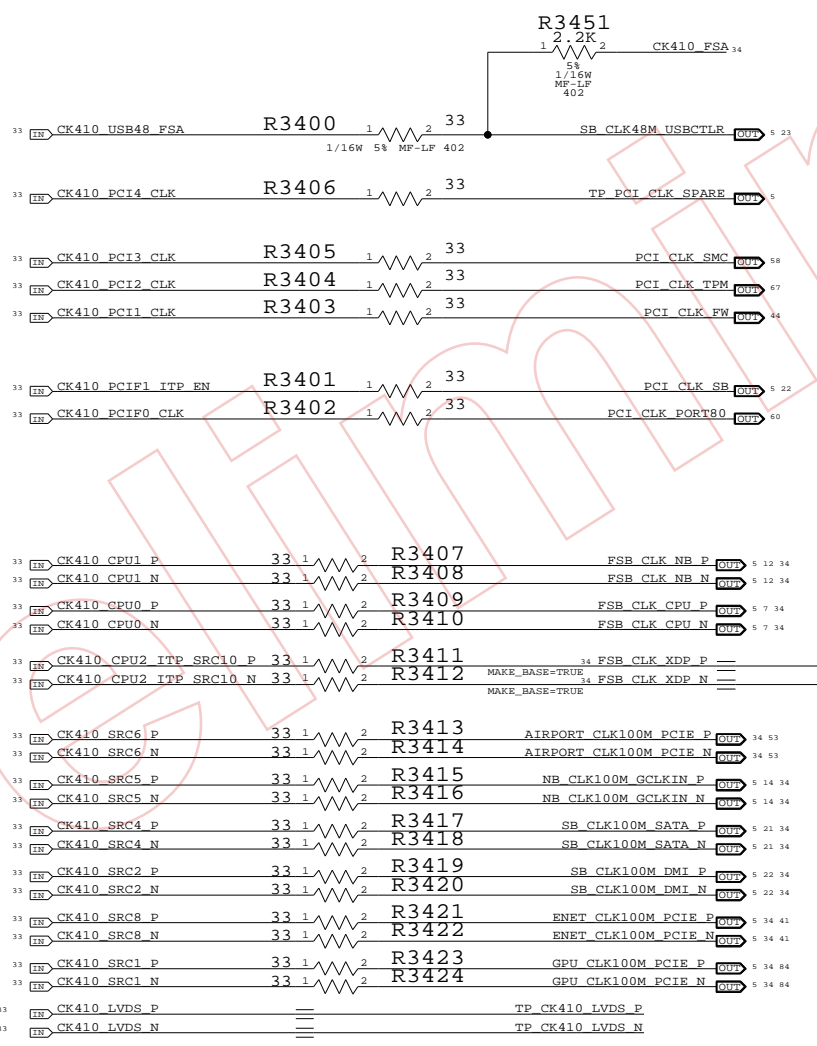 R3451
2.2K
1 2 CK410_FSA 34
5%
1/16W
MF-LF
402
33 IN CK410_USB48_FSA R3400 1 2 33 SB_CLK48M_USBCTLR OUT 5 23
1/16W 5% MF-LF 402
33 IN CK410_PCI4_CLK R3406 1 2 33 TP_PCI_CLK_SPARE OUT 5
33 IN CK410_PCI3_CLK R3405 1 2 33 PCI_CLK_SMC OUT 58
33 IN CK410_PCI2_CLK R3404 1 2 33 PCI_CLK_TPM OUT 67
33 IN CK410_PCI1_CLK R3403 1 2 33 PCI_CLK_FW OUT 44
33 IN CK410_PCIF1_ITP_EN R3401 1 2 33 PCI_CLK_SB OUT 5 22
33 IN CK410_PCIF0_CLK R3402 1 2 33 PCI_CLK_PORT80 OUT 60
33 IN CK410_CPU1_P 33 1 2 R3407 FSB_CLK_NB_P OUT 5 12 34
33 IN CK410_CPU1_N 33 1 2 R3408 FSB_CLK_NB_N OUT 5 12 34
33 IN CK410_CPU0_P 33 1 2 R3409 FSB_CLK_CPU_P OUT 5 7 34
33 IN CK410_CPU0_N 33 1 2 R3410 FSB_CLK_CPU_N OUT 5 7 34
33 IN CK410_CPU2_ITP_SRC10_P 33 1 2 R3411 34 FSB_CLK_XDP_P
MAKE_BASE=TRUE
33 IN CK410_CPU2_ITP_SRC10_N 33 1 2 R3412 34 FSB_CLK_XDP_N
MAKE_BASE=TRUE
33 IN CK410_SRC6_P 33 1 2 R3413 AIRPORT_CLK100M_PCIE_P OUT 34 53
33 IN CK410_SRC6_N 33 1 2 R3414 AIRPORT_CLK100M_PCIE_N OUT 34 53
33 IN CK410_SRC5_P 33 1 2 R3415 NB_CLK100M_GCLKIN_P OUT 5 14 34
33 IN CK410_SRC5_N 33 1 2 R3416 NB_CLK100M_GCLKIN_N OUT 5 14 34
33 IN CK410_SRC4_P 33 1 2 R3417 SB_CLK100M_SATA_P OUT 5 21 34
33 IN CK410_SRC4_N 33 1 2 R3418 SB_CLK100M_SATA_N OUT 5 21 34
33 IN CK410_SRC2_P 33 1 2 R3419 SB_CLK100M_DMI_P OUT 5 22 34
33 IN CK410_SRC2_N 33 1 2 R3420 SB_CLK100M_DMI_N OUT 5 22 34
33 IN CK410_SRC8_P 33 1 2 R3421 ENET_CLK100M_PCIE_P OUT 5 34 41
33 IN CK410_SRC8_N 33 1 2 R3422 ENET_CLK100M_PCIE_N OUT 5 34 41
33 IN CK410_SRC1_P 33 1 2 R3423 GPU_CLK100M_PCIE_P OUT 5 34 84
33 IN CK410_SRC1_N 33 1 2 R3424 GPU_CLK100M_PCIE_N OUT 5 34 84
33 IN CK410_LVDS_P TP_CK410_LVDS_P
33 IN CK410_LVDS_N TP_CK410_LVDS_N